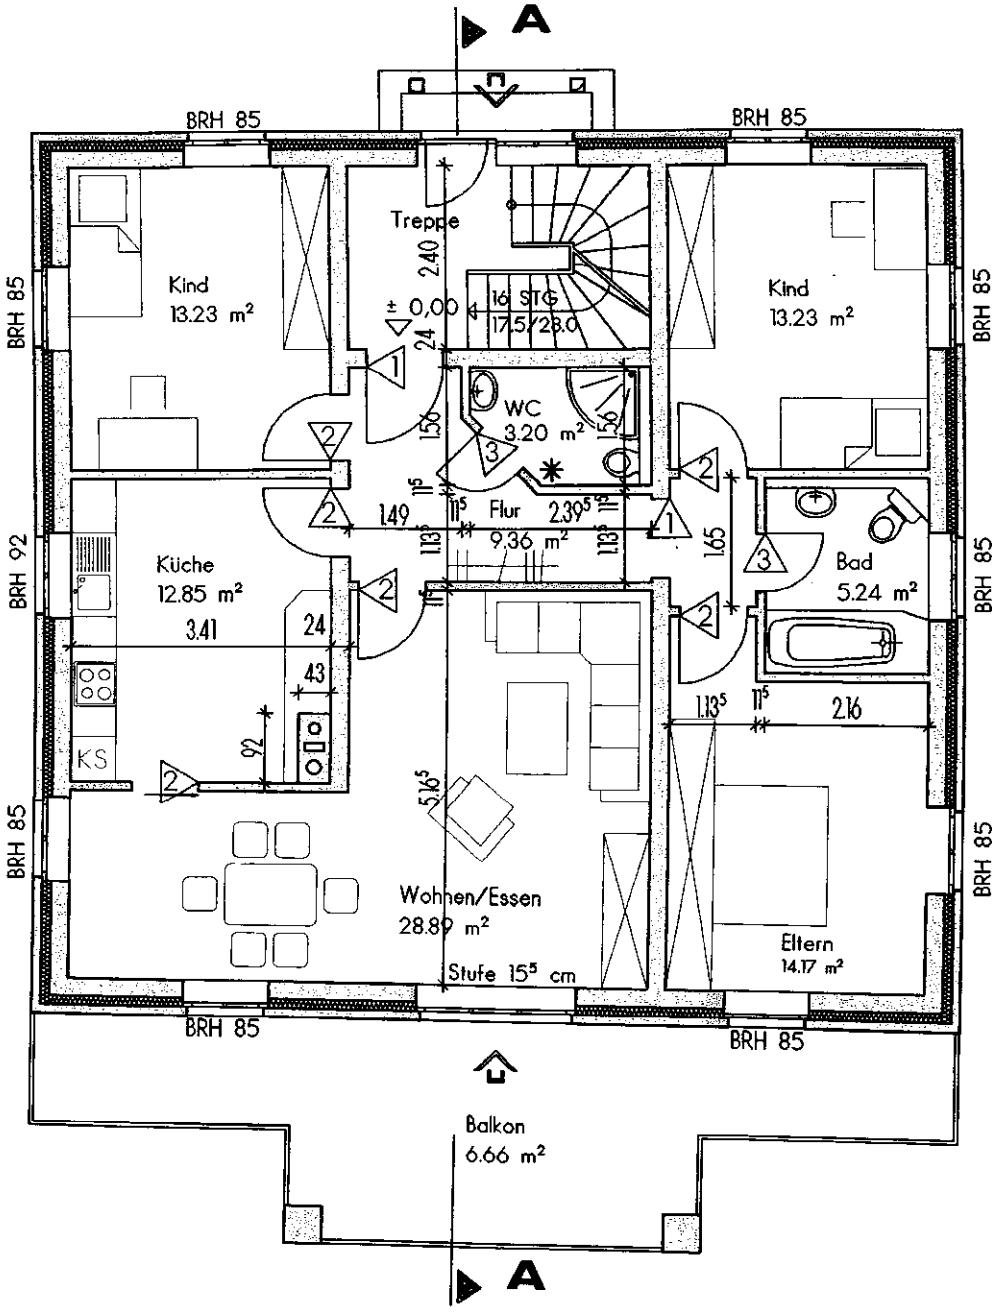 A
BRH 85
BRH 85
Treppe
2.40
Kind
13.23 m²
Kind
13.23 m²
BRH 85
BRH 85
± 0,00
16 STG
17.5/28.0
24
1
WC
3.20 m²
1.56
1.56
2
3
2
2
11⁵
11⁵
1.49
11⁵
Flur
2.39⁵
1
9.36 m²
1.13⁵
1.13⁵
1.65
3
BRH 92
BRH 85
Küche
12.85 m²
Bad
5.24 m²
2
11⁵
2
3.41
24
43
1.13⁵
11⁵
2.16
92
KS
2
5.16⁵
BRH 85
BRH 85
Wohnen/Essen
28.89 m²
Eltern
14.17 m²
Stufe 15⁵ cm
BRH 85
BRH 85
Balkon
6.66 m²
A